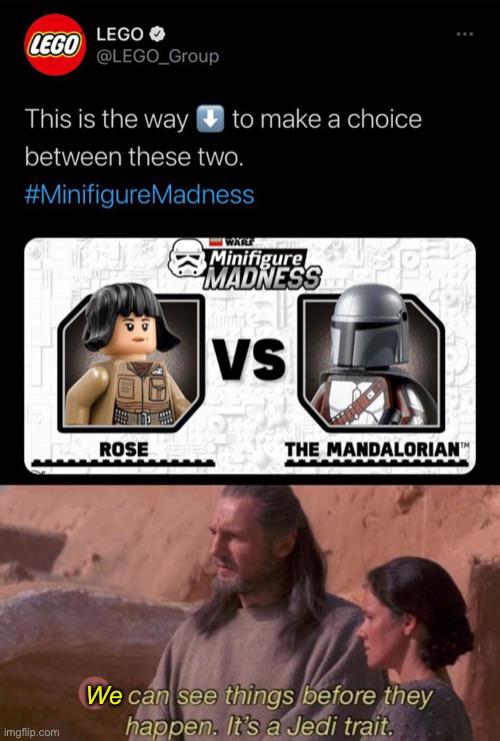 LEGO
LEGO
@LEGO_Group
This is the way ⬇️ to make a choice
between these two.
#MinifigureMadness
WARS
Minifigure
MADNESS
VS
ROSE
THE MANDALORIAN™
We can see things before they
happen. It's a Jedi trait.
imgflip.com